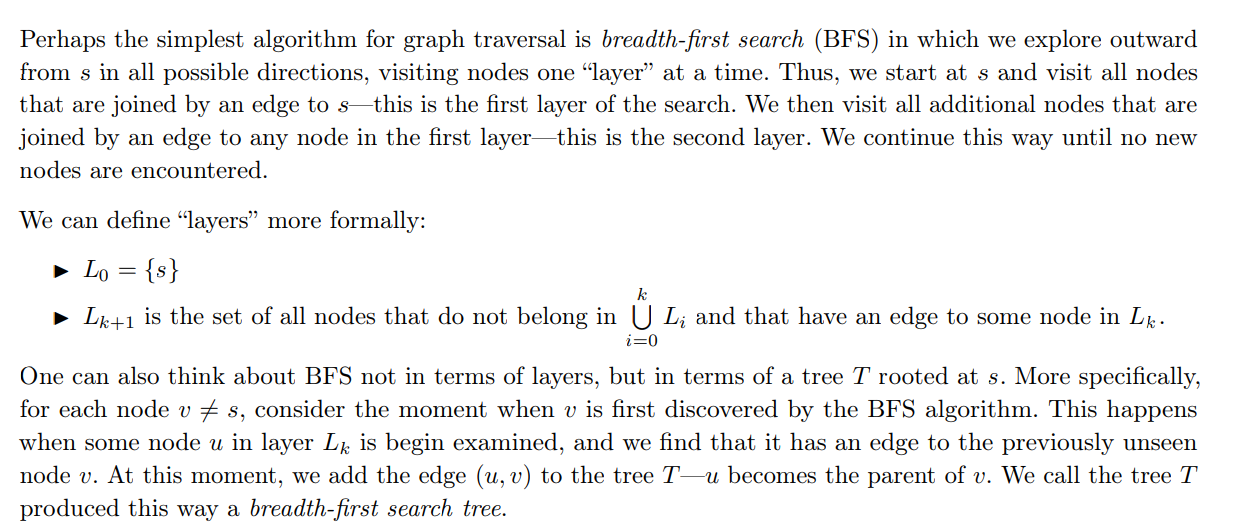 Perhaps the simplest algorithm for graph traversal is breadth-first search (BFS) in which we explore outward
from s in all possible directions, visiting nodes one “layer” at a time. Thus, we start at s and visit all nodes
that are joined by an edge to s—this is the first layer of the search. We then visit all additional nodes that are
joined by an edge to any node in the first layer—this is the second layer. We continue this way until no new
nodes are encountered.
We can define “layers” more formally:
► L₀ = {s}
► Lₖ₊₁ is the set of all nodes that do not belong in ⋃ᵢ₌₀ᵏ Lᵢ and that have an edge to some node in Lₖ.
One can also think about BFS not in terms of layers, but in terms of a tree T rooted at s. More specifically,
for each node v ≠ s, consider the moment when v is first discovered by the BFS algorithm. This happens
when some node u in layer Lₖ is begin examined, and we find that it has an edge to the previously unseen
node v. At this moment, we add the edge (u, v) to the tree T—u becomes the parent of v. We call the tree T
produced this way a breadth-first search tree.